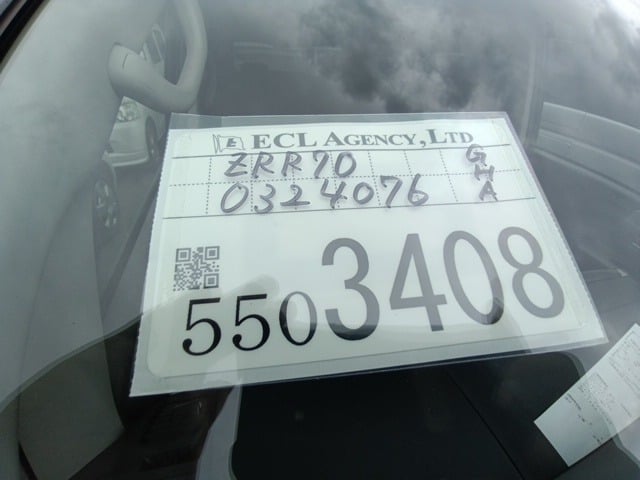 E ECL AGENCY, LTD
ZRR70
0324076
GHA
5503408